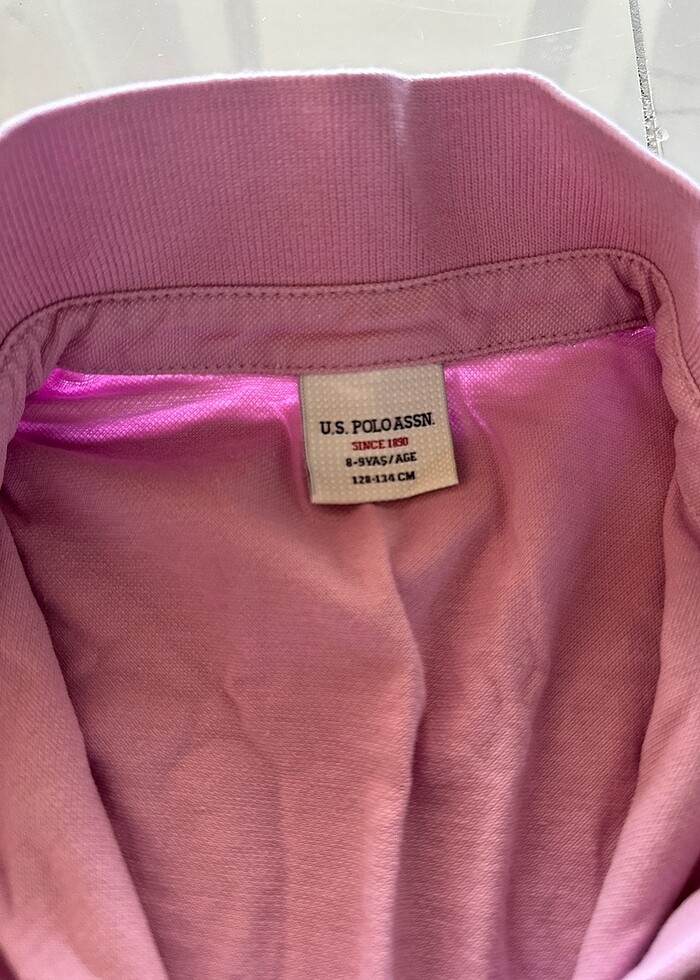 U.S. POLO ASSN.
SINCE 1890
8-9YAŞ/AGE
128-134 CM